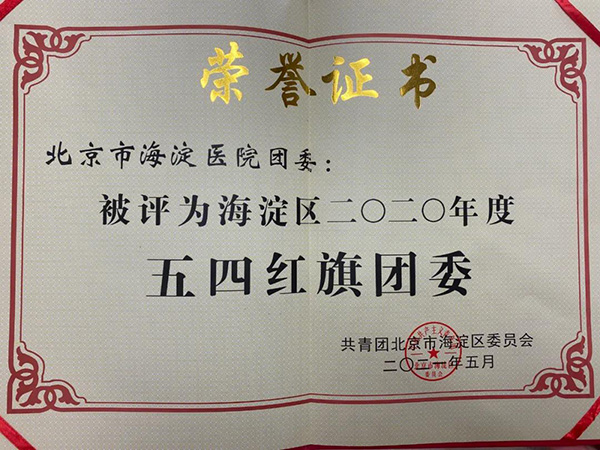 荣誉证书
北京市海淀医院团委：
被评为海淀区二〇二〇年度
五四红旗团委
共青团北京市海淀区委员会
二〇二一年五月